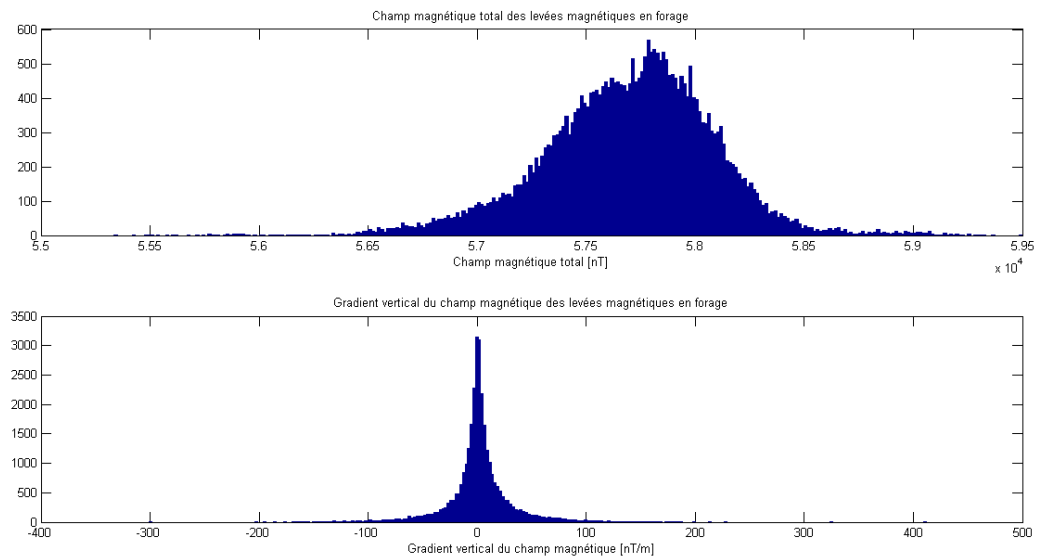 Champ magnétique total des levées magnétiques en forage
600
500
400
300
200
100
0
5.5 5.55 5.6 5.65 5.7 5.75 5.8 5.85 5.9 5.95
Champ magnétique total [nT]
x 10^4
Gradient vertical du champ magnétique des levées magnétiques en forage
3500
3000
2500
2000
1500
1000
500
0
-400 -300 -200 -100 0 100 200 300 400 500
Gradient vertical du champ magnétique [nT/m]